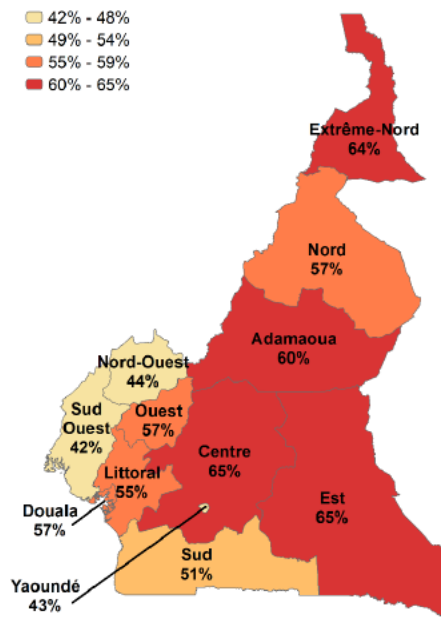 42% - 48%
49% - 54%
55% - 59%
60% - 65%
Extrême-Nord
64%
Nord
57%
Adamaoua
60%
Nord-Ouest
44%
Sud
Ouest
42%
Ouest
57%
Centre
65%
Littoral
55%
Est
65%
Douala
57%
Sud
51%
Yaoundé
43%